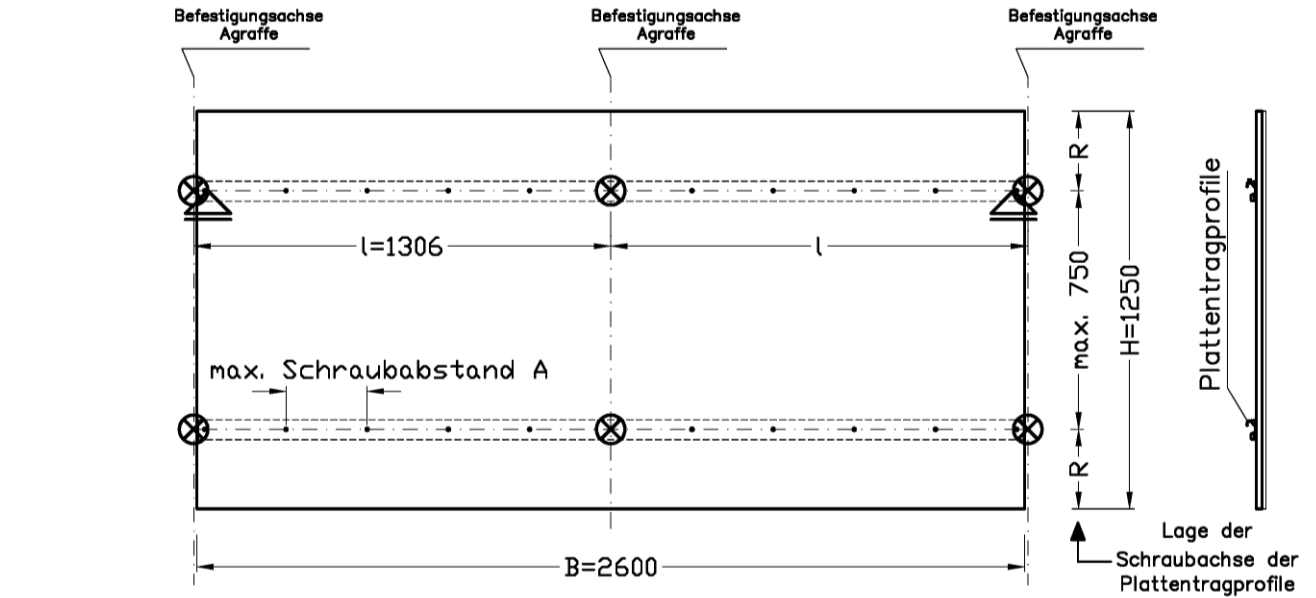 Befestigungsachse
Agraffe
Befestigungsachse
Agraffe
Befestigungsachse
Agraffe
l=1306
l
max. Schraubabstand A
B=2600
R
max. 750
R
H=1250
Plattentragprofile
Lage der
Schraubachse der
Plattentragprofile